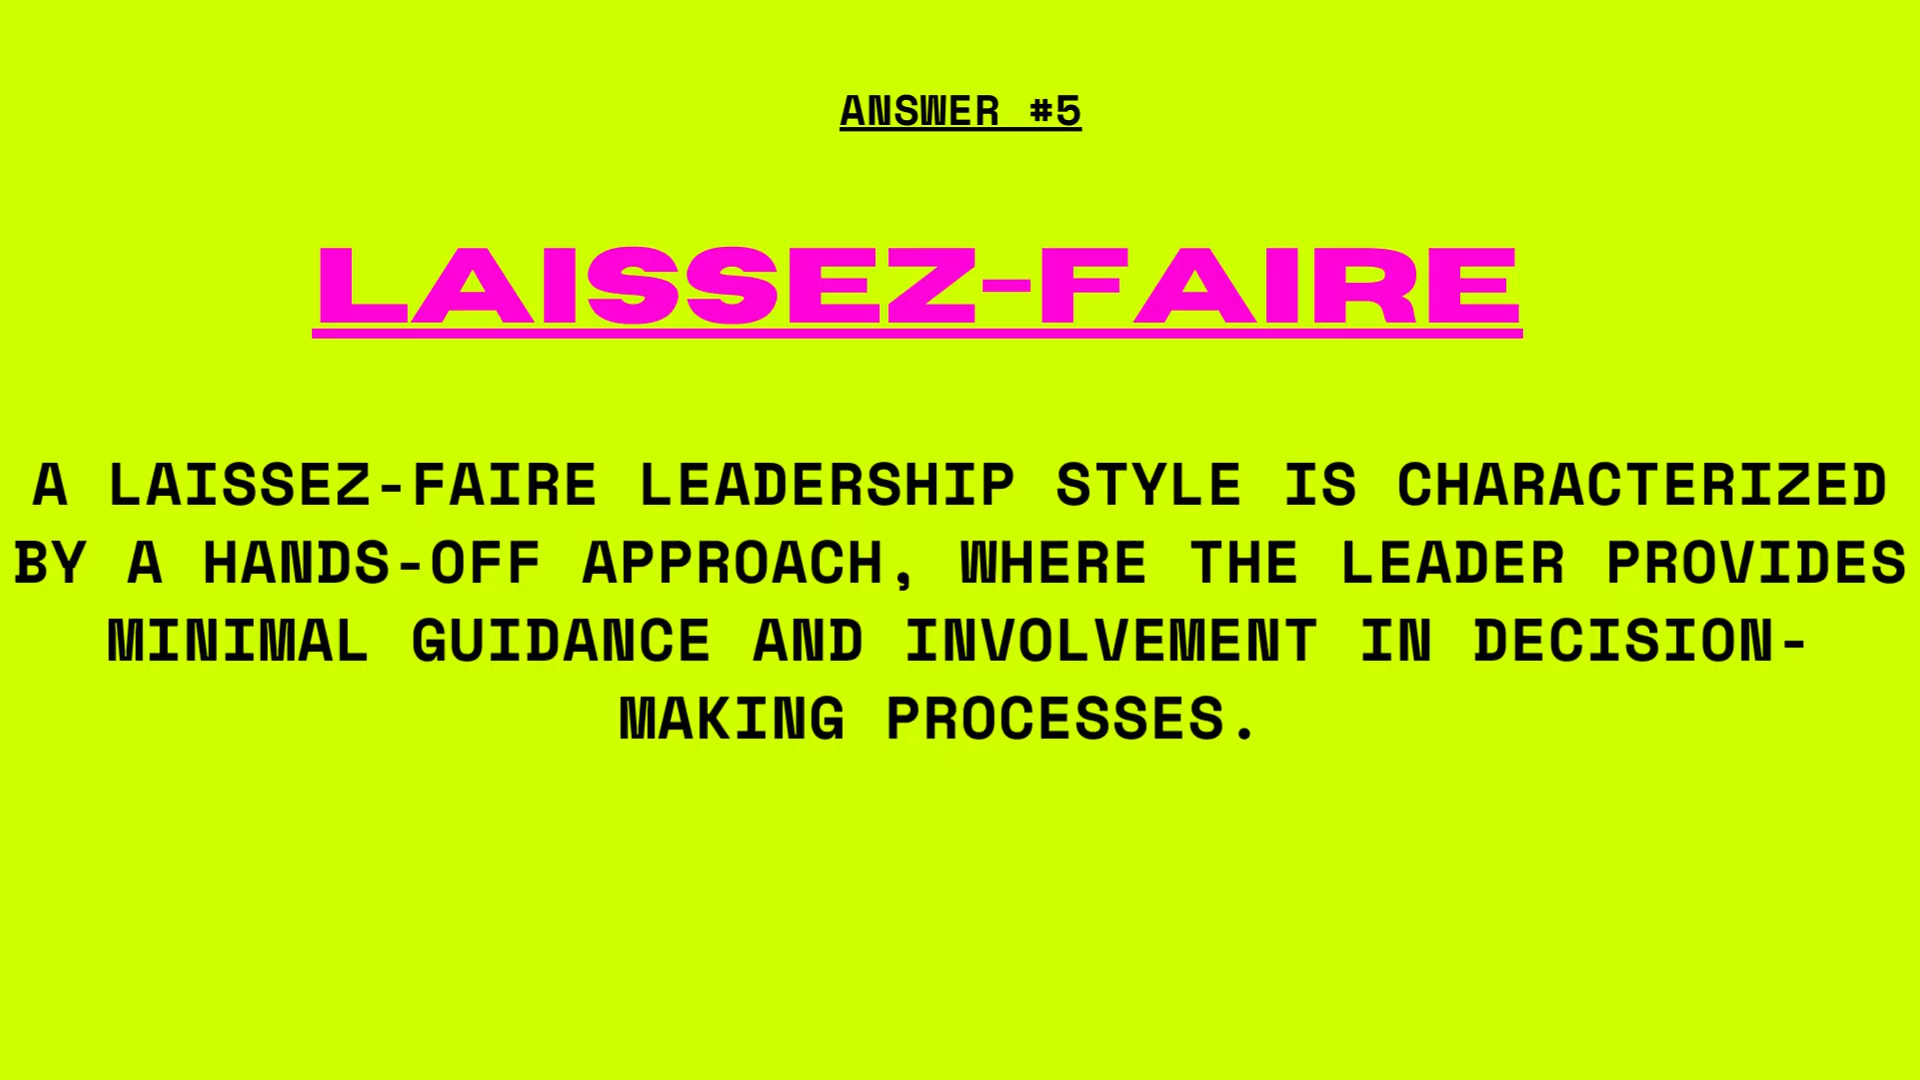 ANSWER #5
LAISSEZ-FAIRE
A LAISSEZ-FAIRE LEADERSHIP STYLE IS CHARACTERIZED
BY A HANDS-OFF APPROACH, WHERE THE LEADER PROVIDES
MINIMAL GUIDANCE AND INVOLVEMENT IN DECISION-
MAKING PROCESSES.